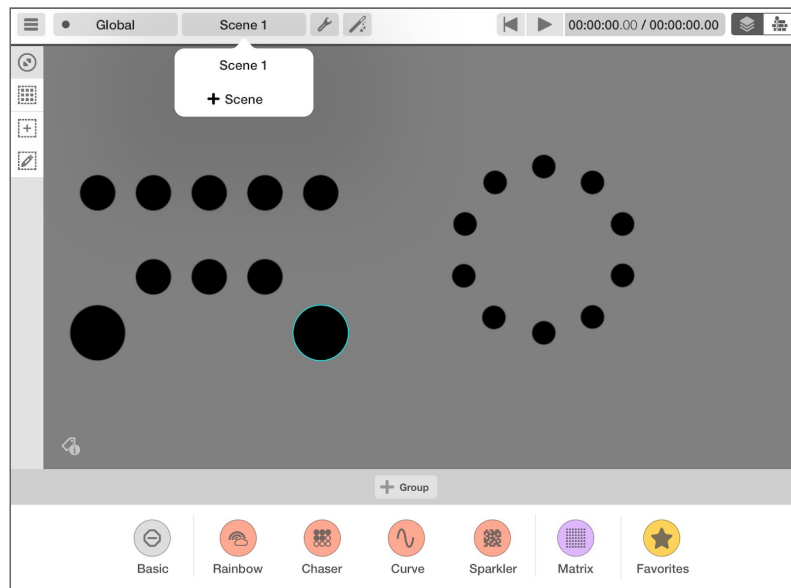 Global
Scene 1
00:00:00.00 / 00:00:00.00
Scene 1
+ Scene
+ Group
Basic
Rainbow
Chaser
Curve
Sparkler
Matrix
Favorites